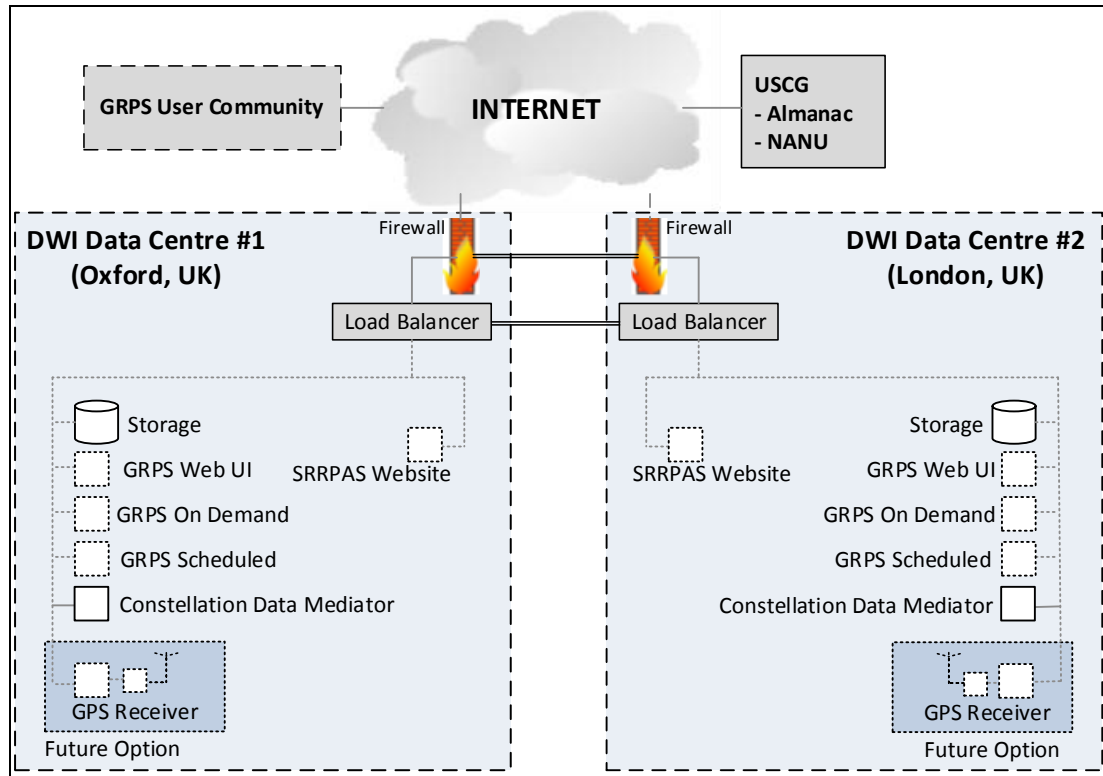 GRPS User Community
INTERNET
USCG
- Almanac
- NANU
Firewall
Firewall
DWI Data Centre #1
(Oxford, UK)
DWI Data Centre #2
(London, UK)
Load Balancer
Load Balancer
Storage
GRPS Web UI
SRRPAS Website
GRPS On Demand
GRPS Scheduled
Constellation Data Mediator
GPS Receiver
Future Option
Storage
SRRPAS Website
GRPS Web UI
GRPS On Demand
GRPS Scheduled
Constellation Data Mediator
GPS Receiver
Future Option